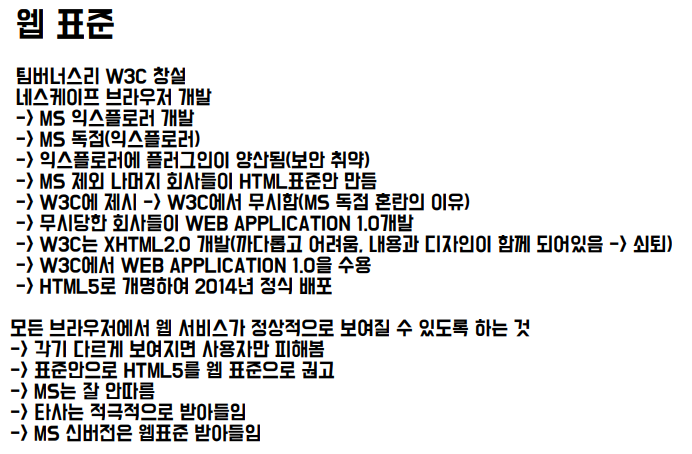 웹 표준
팀버너스리 W3C 창설
네스케이프 브라우저 개발
-> MS 익스플로러 개발
-> MS 독점(익스플로러)
-> 익스플로러에 플러그인이 양산됨(보안 취약)
-> MS 제외 나머지 회사들이 HTML표준안 만듬
-> W3C에 제시 -> W3C에서 무시함(MS 독점 혼란의 이유)
-> 무시당한 회사들이 WEB APPLICATION 1.0개발
-> W3C는 XHTML2.0 개발(까다롭고 어려움, 내용과 디자인이 함께 되어있음 -> 쇠퇴)
-> W3C에서 WEB APPLICATION 1.0을 수용
-> HTML5로 개명하여 2014년 정식 배포
모든 브라우저에서 웹 서비스가 정상적으로 보여질 수 있도록 하는 것
-> 각기 다르게 보여지면 사용자만 피해봄
-> 표준안으로 HTML5를 웹 표준으로 권고
-> MS는 잘 안따름
-> 타사는 적극적으로 받아들임
-> MS 신버전은 웹표준 받아들임